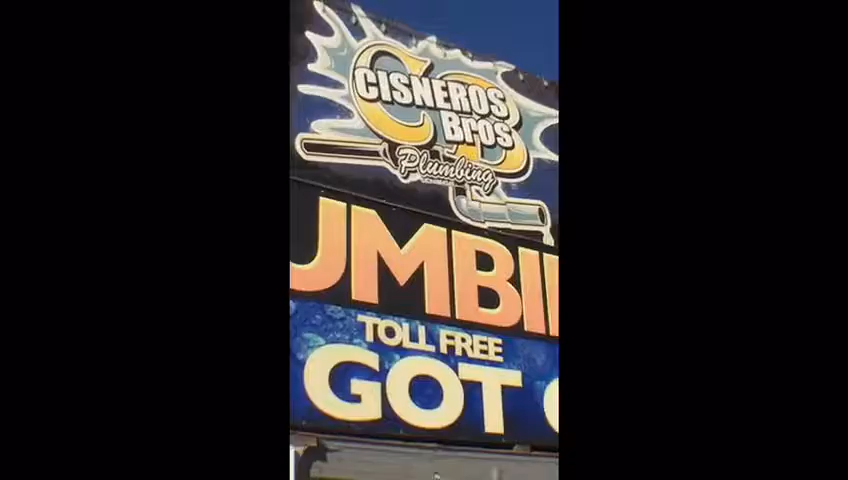 CISNEROS
BROS
Plumbing
UMBI
TOLL FREE
GOT